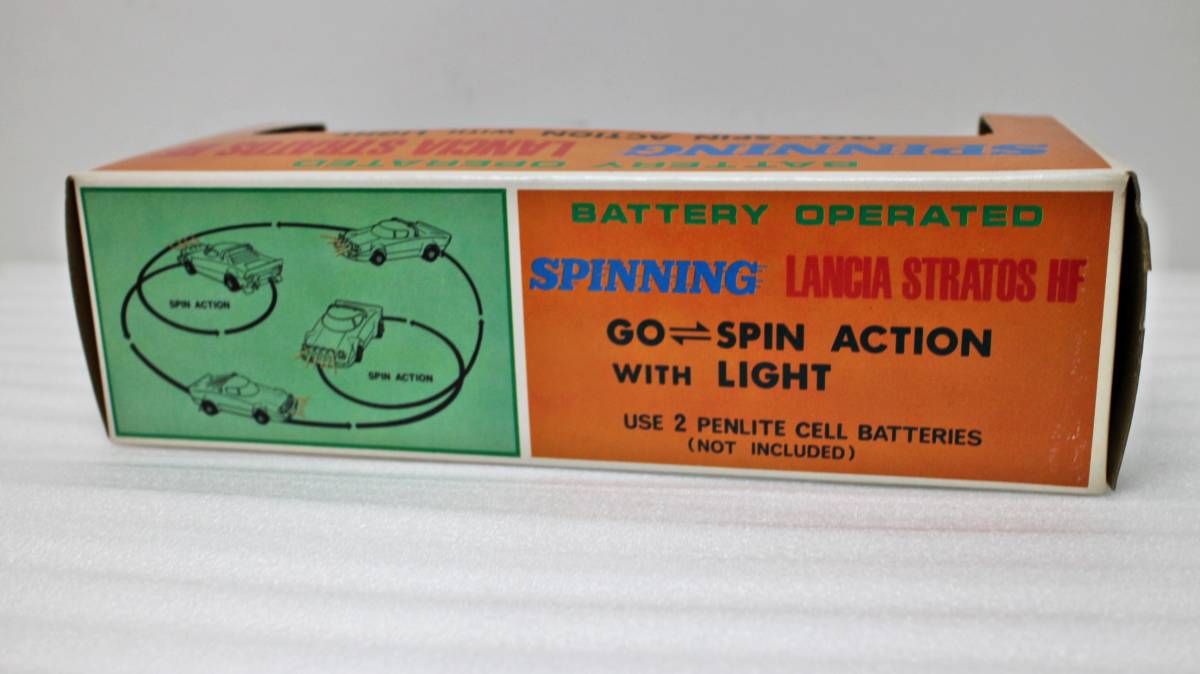 GO⇌SPIN ACTION WITH LIGHT
SPINNING LANCIA STRATOS HF
BATTERY OPERATED
BATTERY OPERATED
SPINNING LANCIA STRATOS HF
GO⇌SPIN ACTION
WITH LIGHT
USE 2 PENLITE CELL BATTERIES
(NOT INCLUDED)
SPIN ACTION
SPIN ACTION